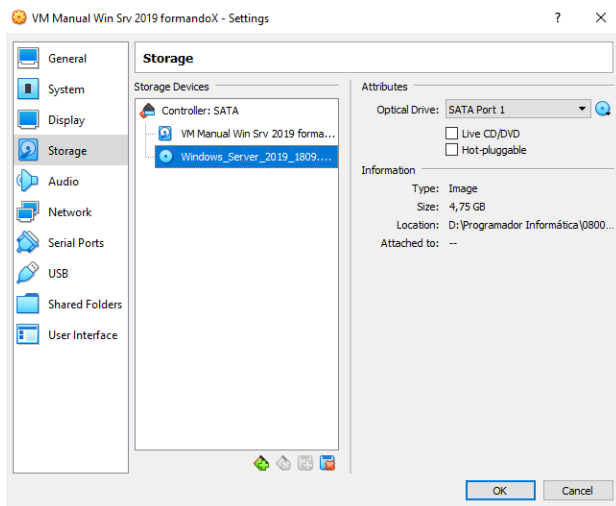 VM Manual Win Srv 2019 formandoX - Settings
?
General
System
Display
Storage
Audio
Network
Serial Ports
USB
Shared Folders
User Interface
Storage
Storage Devices
Controller: SATA
VM Manual Win Srv 2019 forma...
Windows_Server_2019_1809....
Attributes
Optical Drive: SATA Port 1
Live CD/DVD
Hot-pluggable
Information
Type: Image
Size: 4,75 GB
Location: D:\Programador Informática\0800...
Attached to: --
OK
Cancel